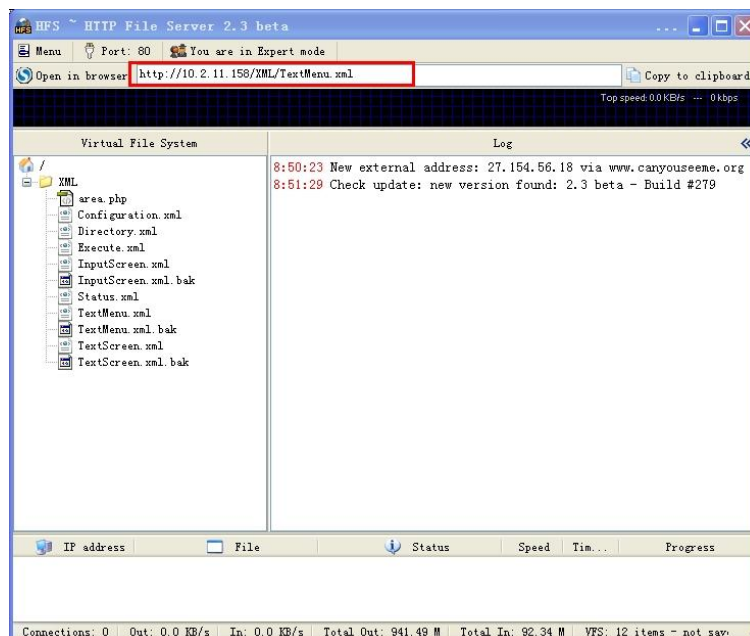 HFS ~ HTTP File Server 2.3 beta ...
Menu Port: 80 You are in Expert mode
Open in browser http://10.2.11.158/XML/TextMenu.xml Copy to clipboard
Top speed: 0.0 KB/s --- 0 kbps
Virtual File System Log
/
XML
area.php
Configuration.xml
Directory.xml
Execute.xml
InputScreen.xml
InputScreen.xml.bak
Status.xml
TextMenu.xml
TextMenu.xml.bak
TextScreen.xml
TextScreen.xml.bak
8:50:23 New external address: 27.154.56.18 via www.canyouseeme.org
8:51:29 Check update: new version found: 2.3 beta - Build #279
IP address File Status Speed Tim... Progress
Connections: 0 Out: 0.0 KB/s In: 0.0 KB/s Total Out: 941.49 M Total In: 92.34 M VFS: 12 items - not sav